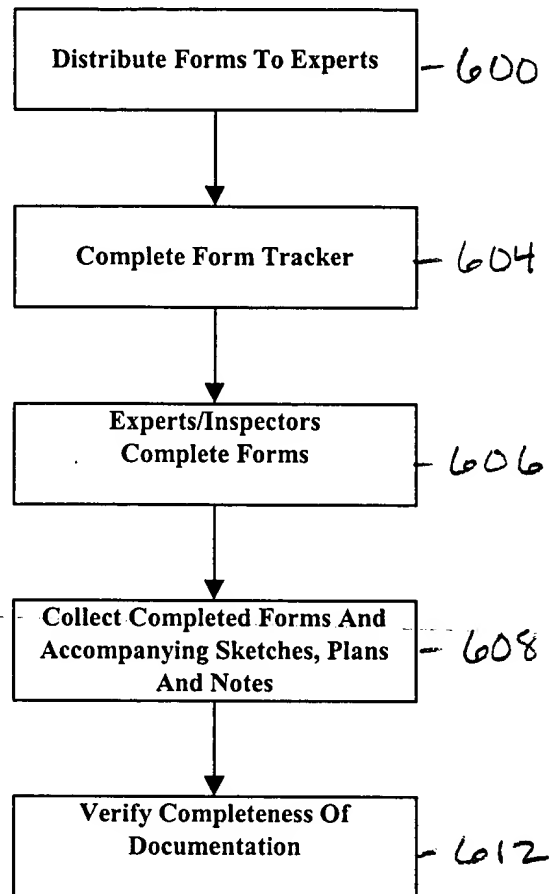 Distribute Forms To Experts - 600
Complete Form Tracker - 604
Experts/Inspectors
Complete Forms - 606
Collect Completed Forms And
Accompanying Sketches, Plans - 608
And Notes
Verify Completeness Of
Documentation - 612